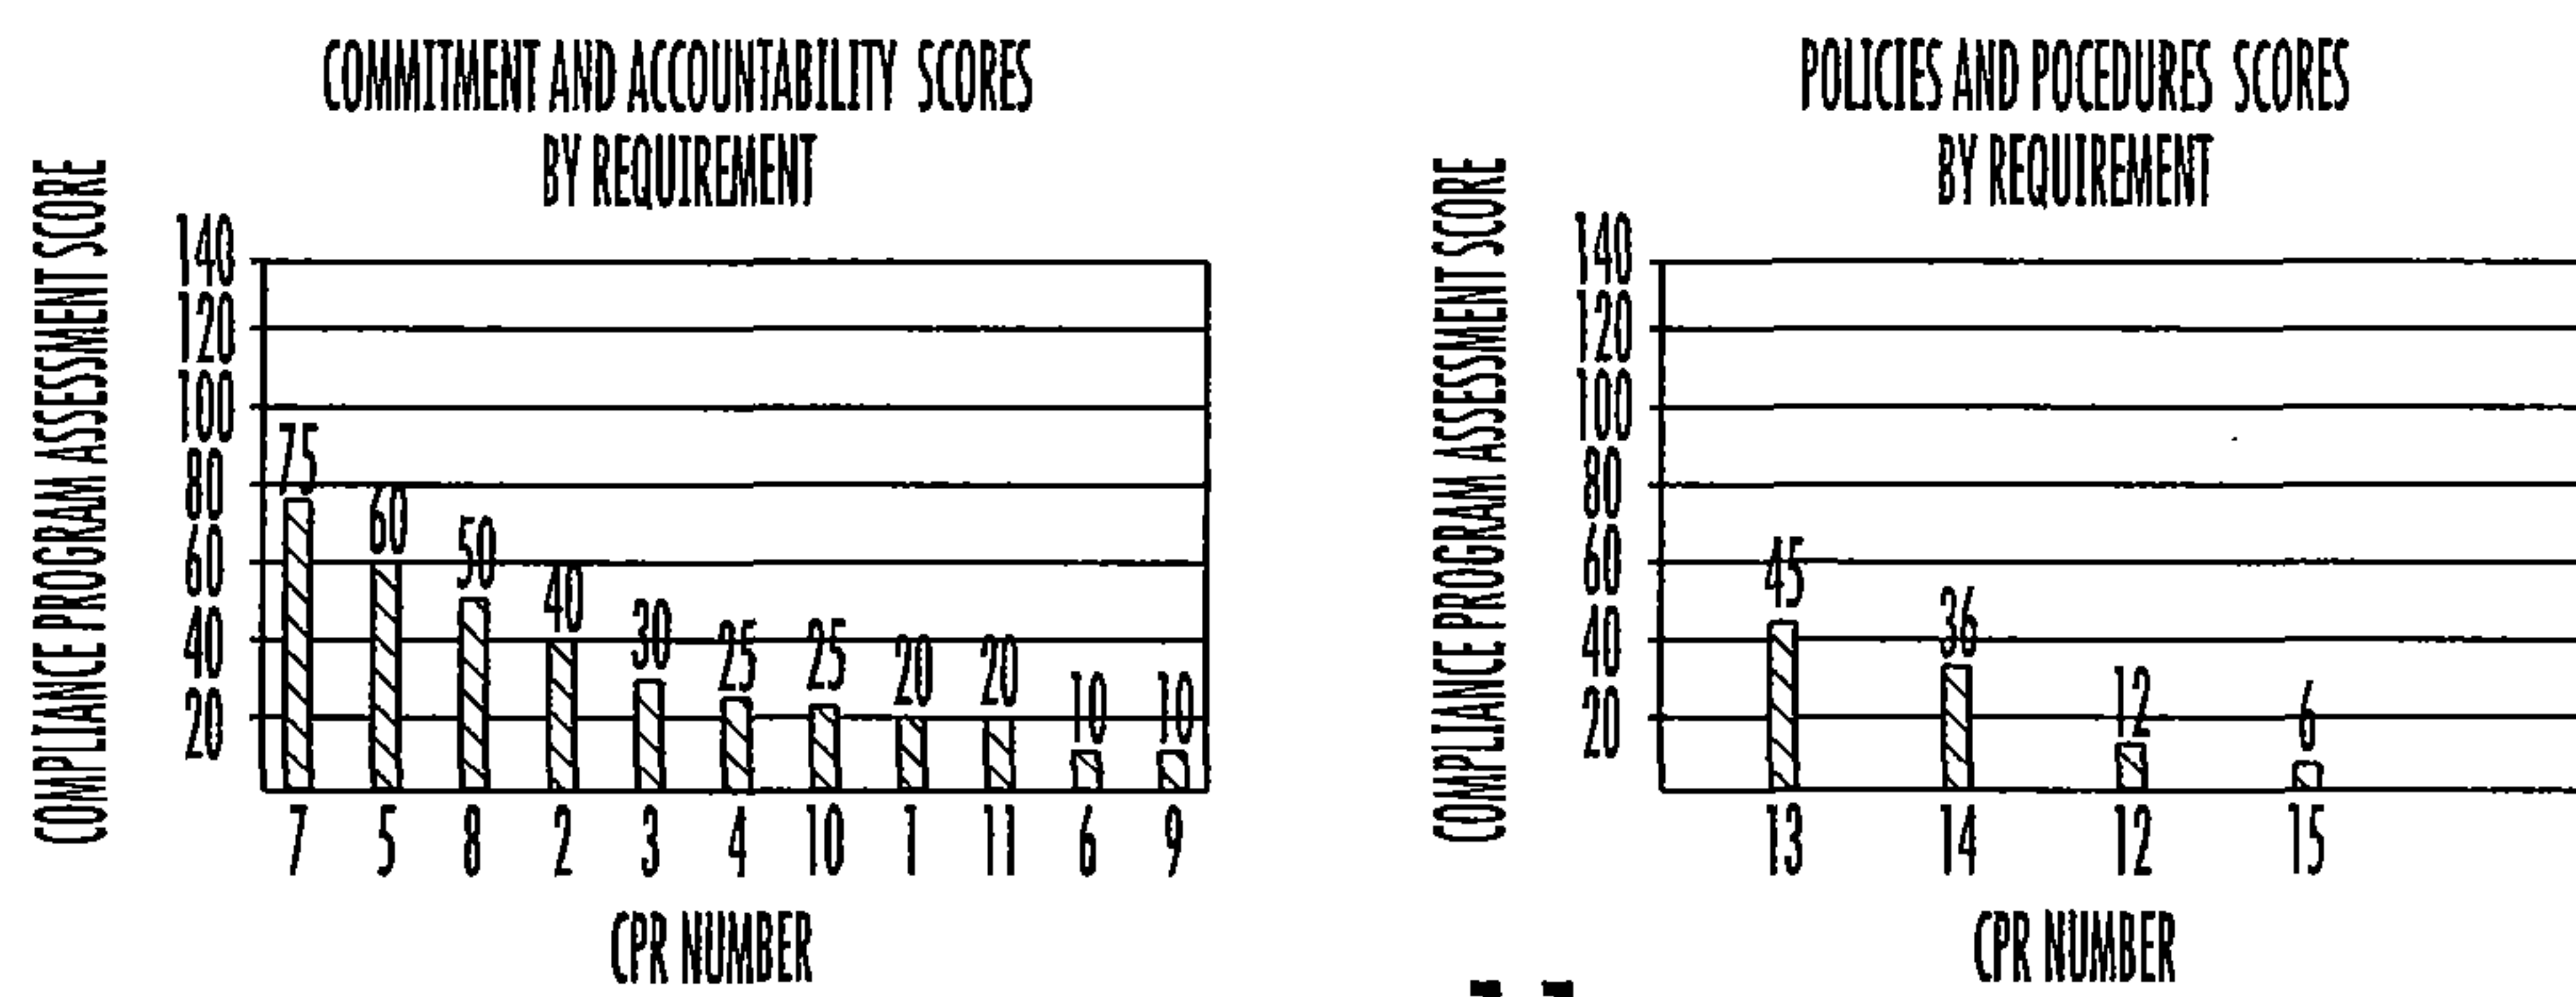 COMMITMENT AND ACCOUNTABILITY SCORES
BY REQUIREMENT
COMPLIANCE PROGRAM ASSESSMENT SCORE
140
120
100
80
60
40
20
75
60
50
40
30
25
25
20
20
10
10
7 5 8 2 3 4 10 1 11 6 9
CPR NUMBER
POLICIES AND POCEDURES SCORES
BY REQUIREMENT
COMPLIANCE PROGRAM ASSESSMENT SCORE
140
120
100
80
60
40
20
45
36
12
6
13 14 12 15
CPR NUMBER